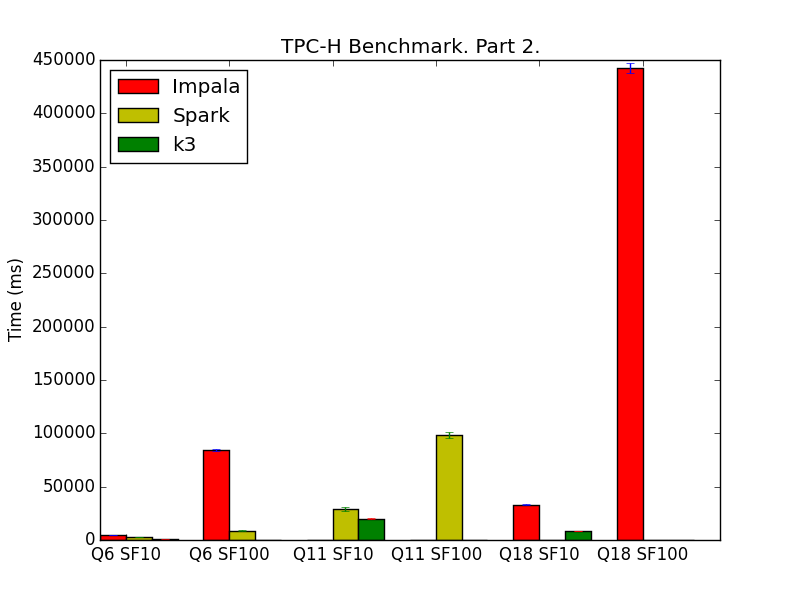 TPC-H Benchmark. Part 2.
450000
400000
350000
300000
250000
200000
150000
100000
50000
0
Time (ms)
Impala
Spark
k3
Q6 SF10 Q6 SF100 Q11 SF10 Q11 SF100 Q18 SF10 Q18 SF100